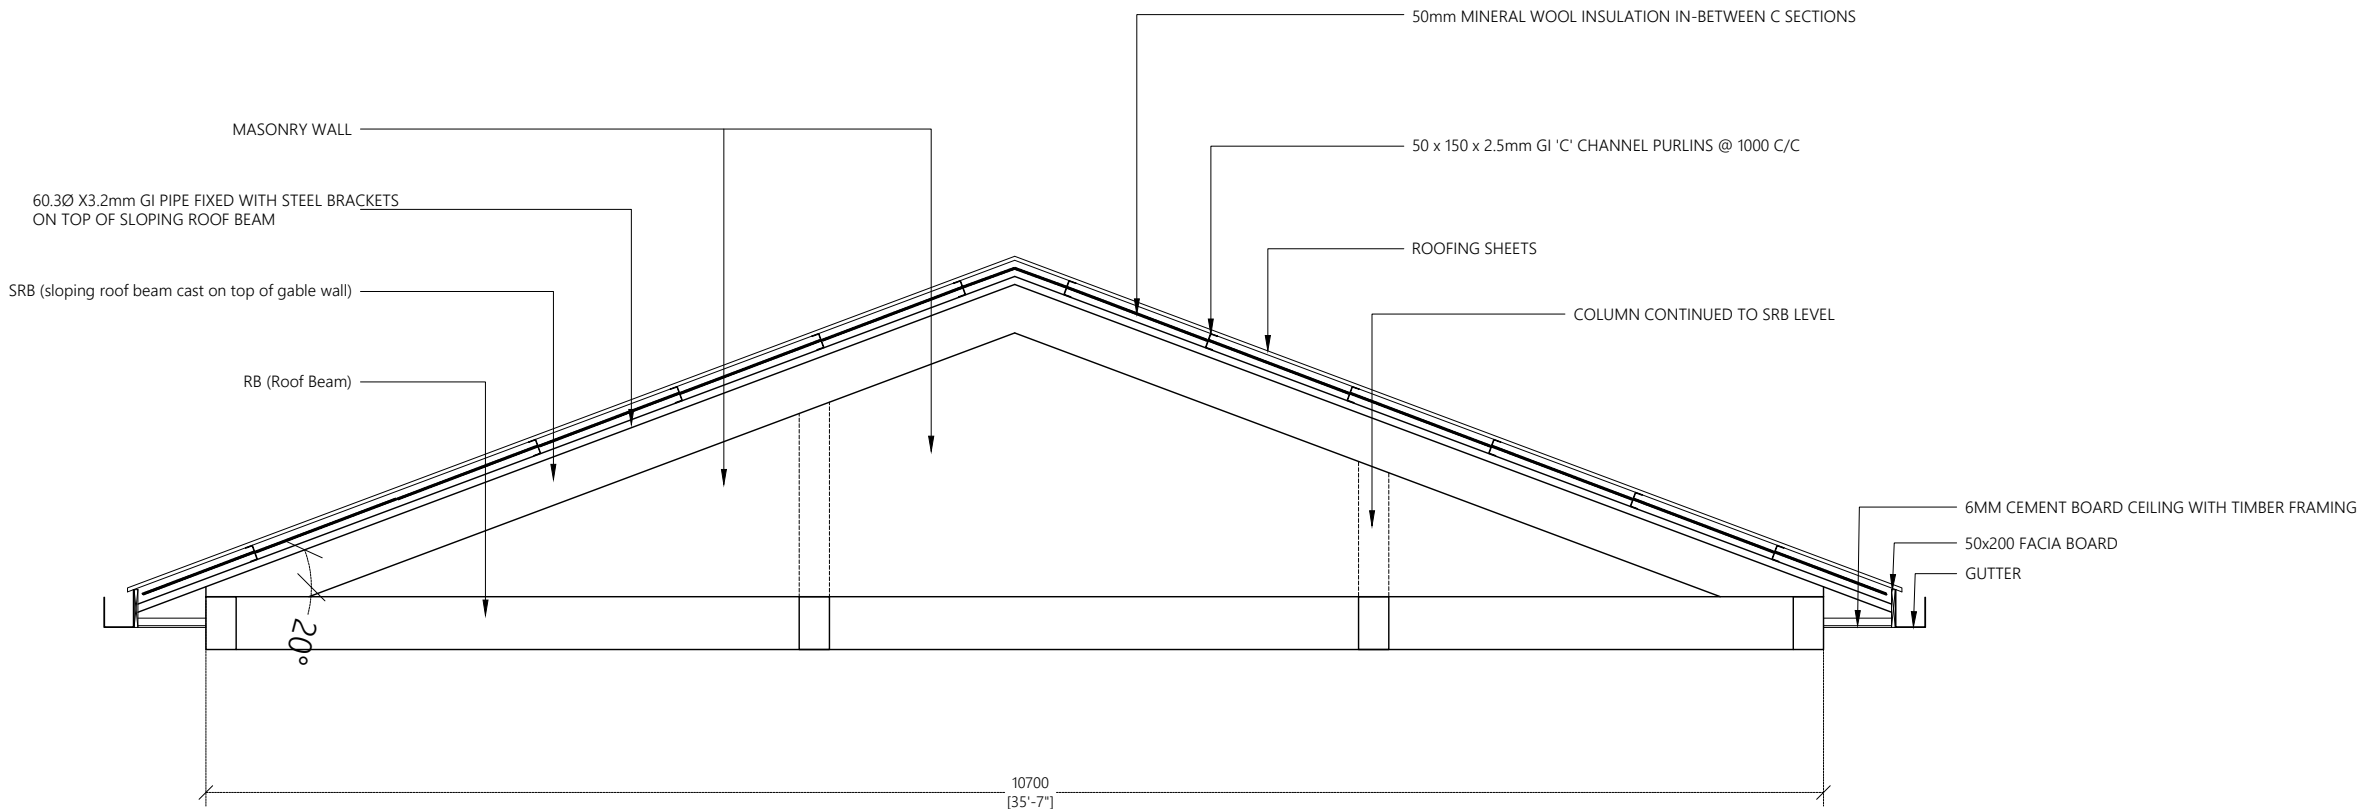 50mm MINERAL WOOL INSULATION IN-BETWEEN C SECTIONS
MASONRY WALL
50 x 150 x 2.5mm GI 'C' CHANNEL PURLINS @ 1000 C/C
60.3Ø X3.2mm GI PIPE FIXED WITH STEEL BRACKETS
ON TOP OF SLOPING ROOF BEAM
ROOFING SHEETS
SRB (sloping roof beam cast on top of gable wall)
COLUMN CONTINUED TO SRB LEVEL
RB (Roof Beam)
6MM CEMENT BOARD CEILING WITH TIMBER FRAMING
50x200 FACIA BOARD
GUTTER
20°
10700
[35'-7"]